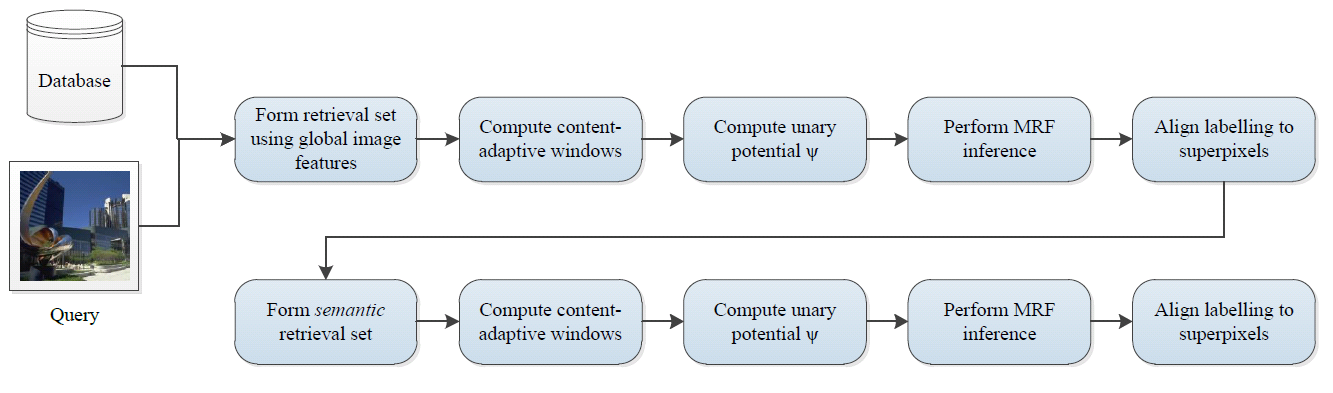 Database
Query
Form retrieval set
using global image
features
Compute content-
adaptive windows
Compute unary
potential ψ
Perform MRF
inference
Align labelling to
superpixels
Form semantic
retrieval set
Compute content-
adaptive windows
Compute unary
potential ψ
Perform MRF
inference
Align labelling to
superpixels